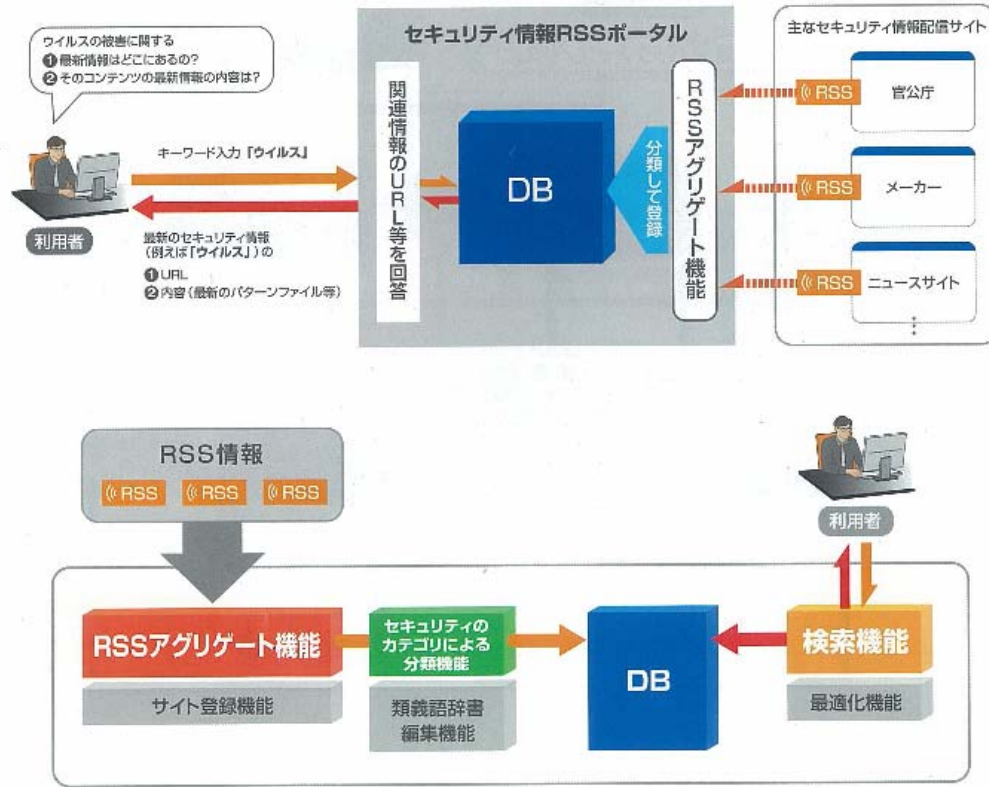 ウイルスの被害に関する
❶最新情報はどこにあるの?
❷そのコンテンツの最新情報の内容は?
利用者
キーワード入力「ウイルス」
最新のセキュリティ情報
(例えば「ウイルス」)の
❶URL
❷内容(最新のパターンファイル等)
セキュリティ情報RSSポータル
関連情報のURL等を回答
DB
分類して登録
RSSアグリゲート機能
主なセキュリティ情報配信サイト
RSS
官公庁
RSS
メーカー
RSS
ニュースサイト
RSS情報
RSS RSS RSS
利用者
RSSアグリゲート機能
サイト登録機能
セキュリティの
カテゴリによる
分類機能
類義語辞書
編集機能
DB
検索機能
最適化機能